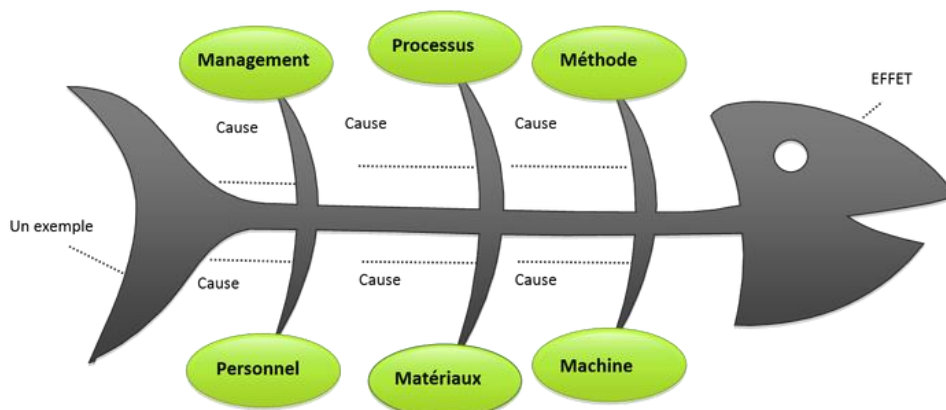 Processus
Management
Méthode
EFFET
Cause
Cause
Cause
Un exemple
Cause
Cause
Cause
Personnel
Matériaux
Machine